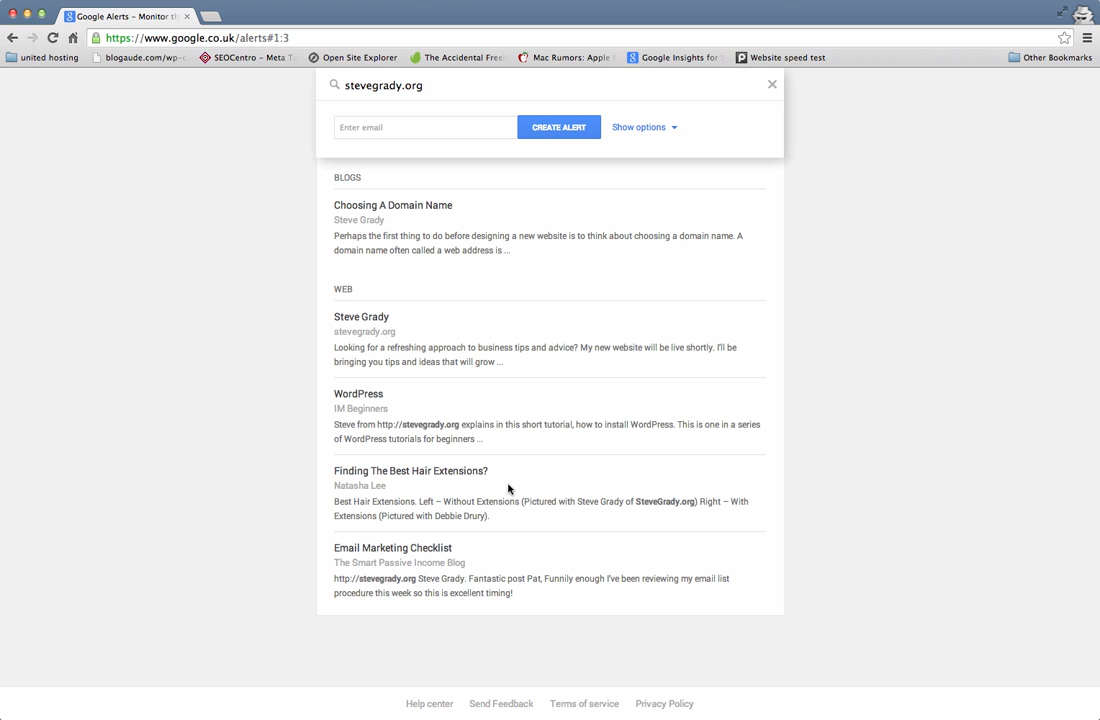 Google Alerts – Monitor th
https://www.google.co.uk/alerts#1:3
united hosting
blogaude.com/wp-c
SEOCentro – Meta T
Open Site Explorer
The Accidental Free
Mac Rumors: Apple
Google Insights for
Website speed test
Other Bookmarks
stevegrady.org
Enter email
CREATE ALERT
Show options
BLOGS
Choosing A Domain Name
Steve Grady
Perhaps the first thing to do before designing a new website is to think about choosing a domain name. A
domain name often called a web address is ...
WEB
Steve Grady
stevegrady.org
Looking for a refreshing approach to business tips and advice? My new website will be live shortly. I'll be
bringing you tips and ideas that will grow ...
WordPress
IM Beginners
Steve from http://stevegrady.org explains in this short tutorial, how to install WordPress. This is one in a series
of WordPress tutorials for beginners ...
Finding The Best Hair Extensions?
Natasha Lee
Best Hair Extensions. Left – Without Extensions (Pictured with Steve Grady of SteveGrady.org) Right – With
Extensions (Pictured with Debbie Drury).
Email Marketing Checklist
The Smart Passive Income Blog
http://stevegrady.org Steve Grady. Fantastic post Pat, Funnily enough I've been reviewing my email list
procedure this week so this is excellent timing!
Help center
Send Feedback
Terms of service
Privacy Policy